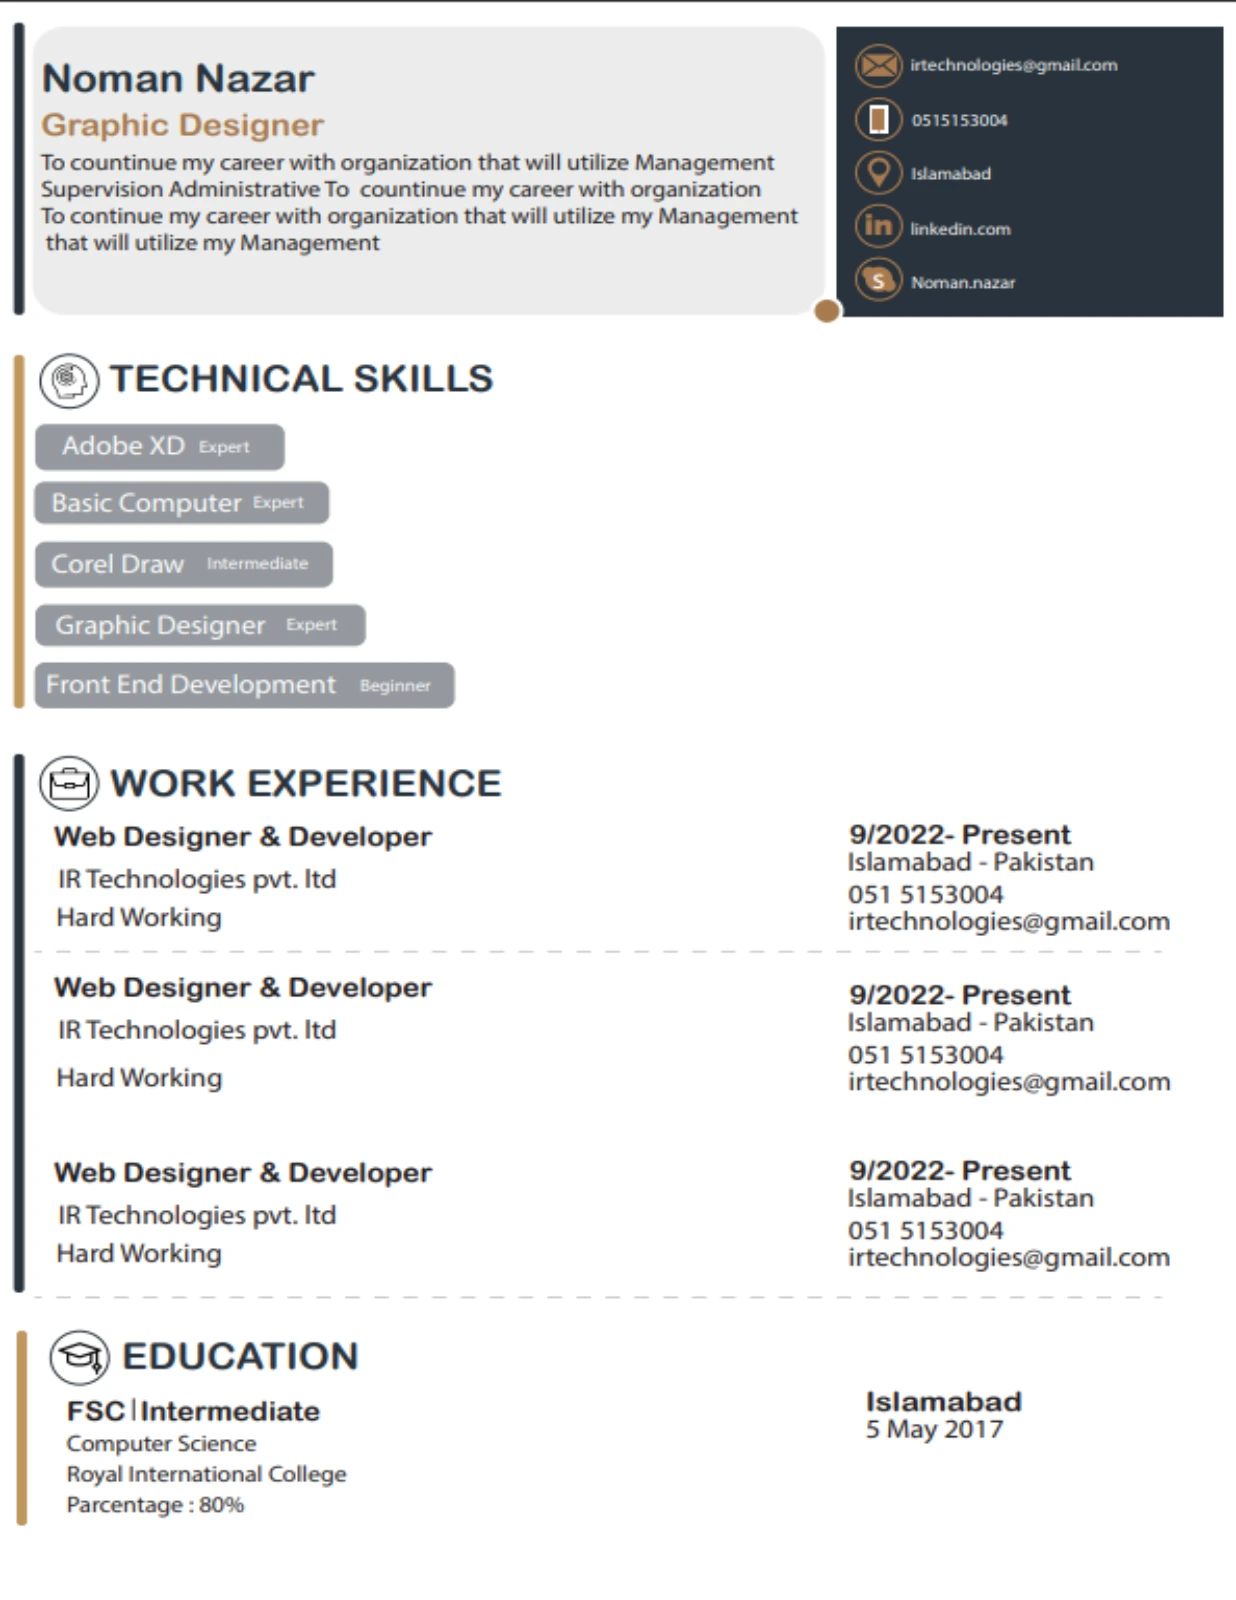 Noman Nazar
Graphic Designer
To countinue my career with organization that will utilize Management
Supervision Administrative To countinue my career with organization
To continue my career with organization that will utilize my Management
that will utilize my Management
irtechnologies@gmail.com
0515153004
Islamabad
in linkedin.com
S Noman.nazar
TECHNICAL SKILLS
Adobe XD Expert
Basic Computer Expert
Corel Draw Intermediate
Graphic Designer Expert
Front End Development Beginner
WORK EXPERIENCE
Web Designer & Developer
IR Technologies pvt. ltd
Hard Working
9/2022- Present
Islamabad - Pakistan
051 5153004
irtechnologies@gmail.com
Web Designer & Developer
IR Technologies pvt. ltd
Hard Working
9/2022- Present
Islamabad - Pakistan
051 5153004
irtechnologies@gmail.com
Web Designer & Developer
IR Technologies pvt. ltd
Hard Working
9/2022- Present
Islamabad - Pakistan
051 5153004
irtechnologies@gmail.com
EDUCATION
FSC|Intermediate
Computer Science
Royal International College
Parcentage : 80%
Islamabad
5 May 2017